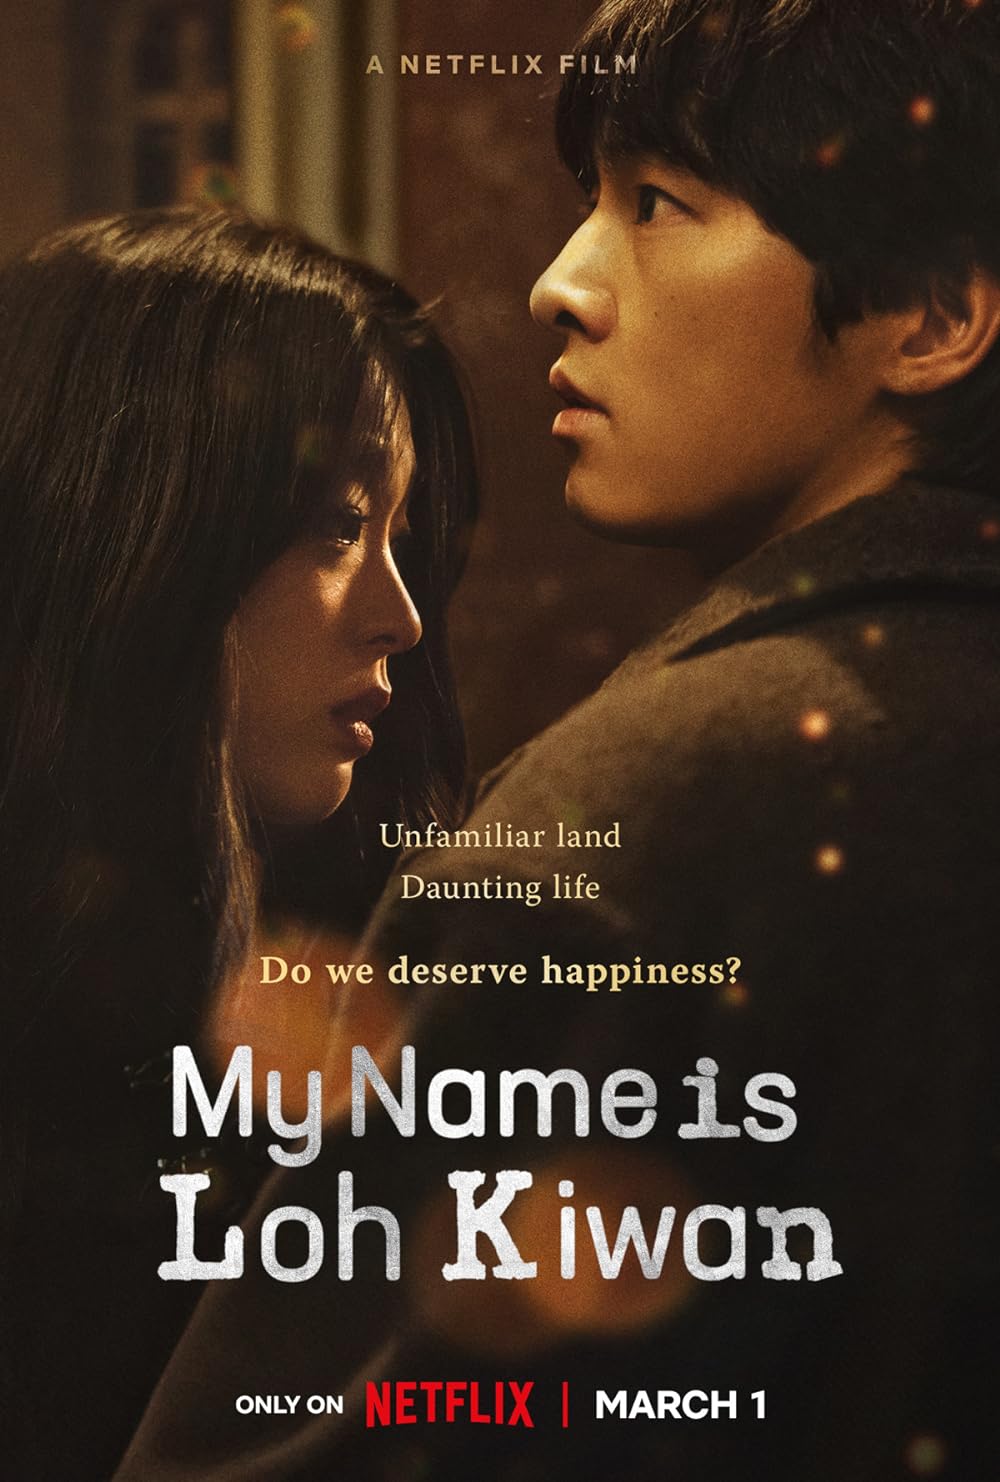 A NETFLIX FILM
Unfamiliar land
Daunting life
Do we deserve happiness?
My Name is
Loh Kiwan
ONLY ON NETFLIX | MARCH 1